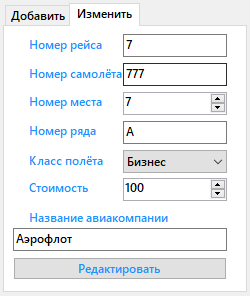 Добавить Изменить
Номер рейса 7
Номер самолёта 777
Номер места 7
Номер ряда A
Класс полёта Бизнес
Стоимость 100
Название авиакомпании
Аэрофлот
Редактировать